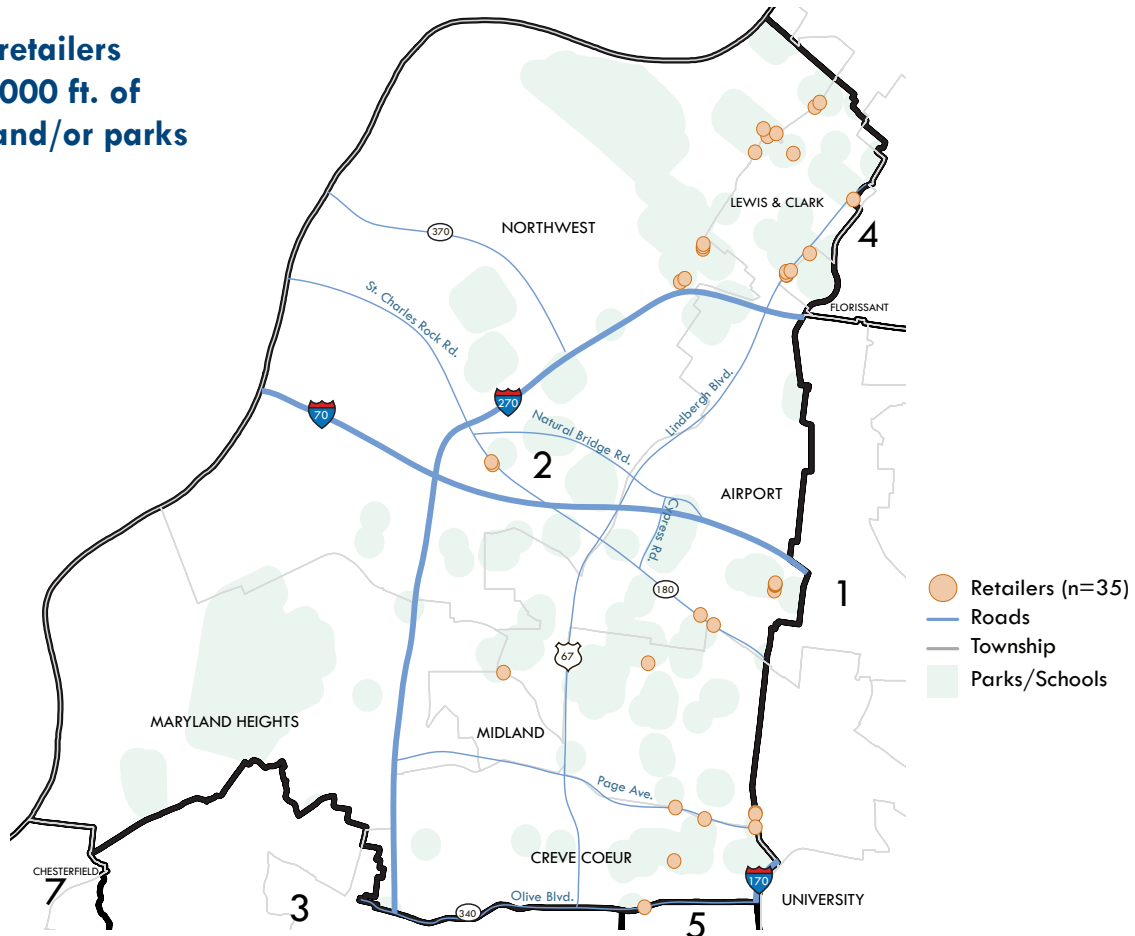 retailers
000 ft. of
and/or parks
LEWIS & CLARK
NORTHWEST
370
4
St. Charles Rock Rd.
FLORISSANT
Lindbergh Blvd.
270
70
Natural Bridge Rd.
2
AIRPORT
Cypress Rd.
180
1
Retailers (n=35)
Roads
Township
Parks/Schools
67
MARYLAND HEIGHTS
MIDLAND
Page Ave.
CREVE COEUR
CHESTERFIELD
7
170
UNIVERSITY
Olive Blvd.
3
340
5